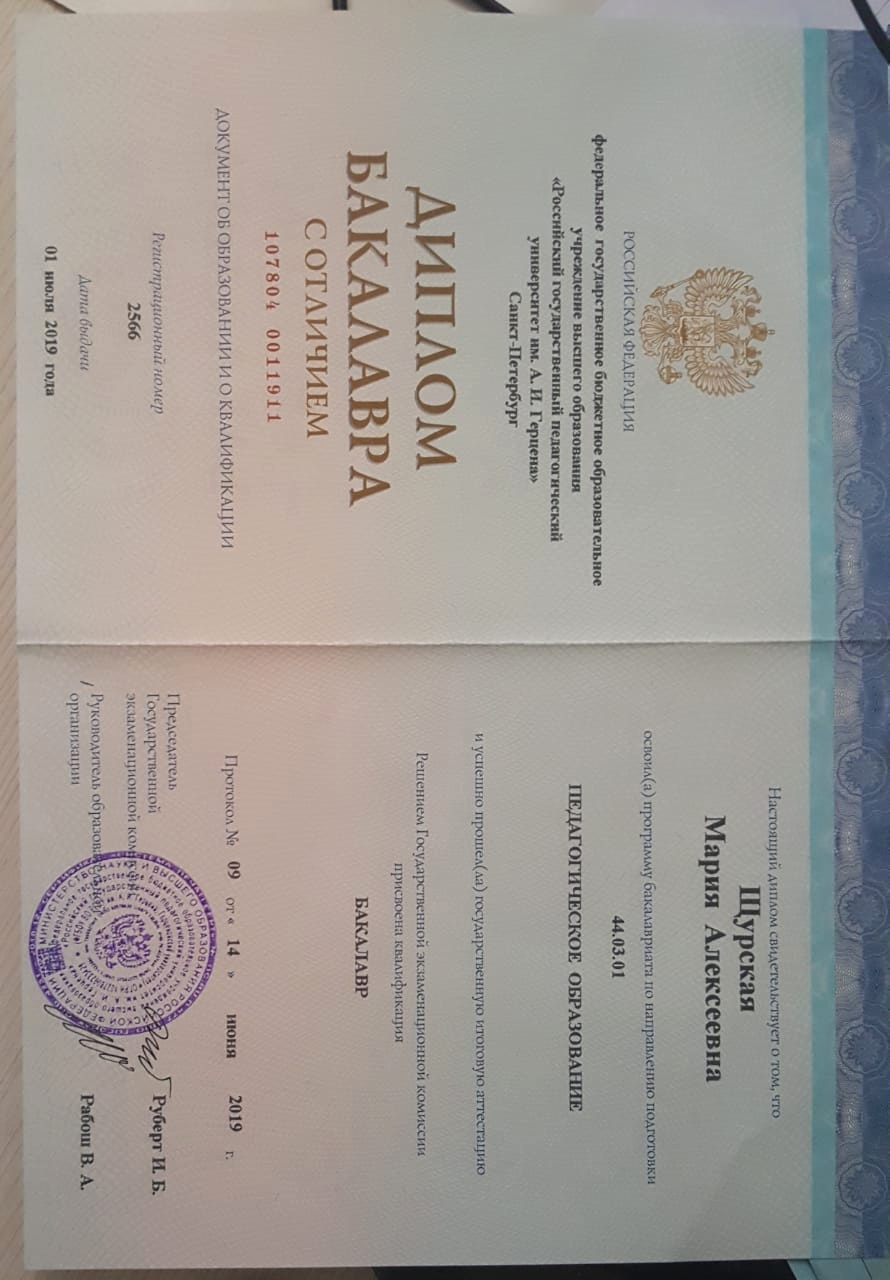 РОССИЙСКАЯ ФЕДЕРАЦИЯ
федеральное государственное бюджетное образовательное
учреждение высшего образования
«Российский государственный педагогический
университет им. А. И. Герцена»
Санкт-Петербург
ДИПЛОМ
БАКАЛАВРА
С ОТЛИЧИЕМ
107804 0011911
ДОКУМЕНТ ОБ ОБРАЗОВАНИИ И О КВАЛИФИКАЦИИ
Регистрационный номер
2566
Дата выдачи
01 июля 2019 года
Настоящий диплом свидетельствует о том, что
Щурская
Мария Алексеевна
освоил(а) программу бакалавриата по направлению подготовки
44.03.01
ПЕДАГОГИЧЕСКОЕ ОБРАЗОВАНИЕ
и успешно прошел(ла) государственную итоговую аттестацию
Решением Государственной экзаменационной комиссии
присвоена квалификация
БАКАЛАВР
Протокол № 09 от « 14 » июня 2019 г.
Председатель
Государственной
экзаменационной
Руберт И. Б.
Руководитель
организации
Рабош В. А.